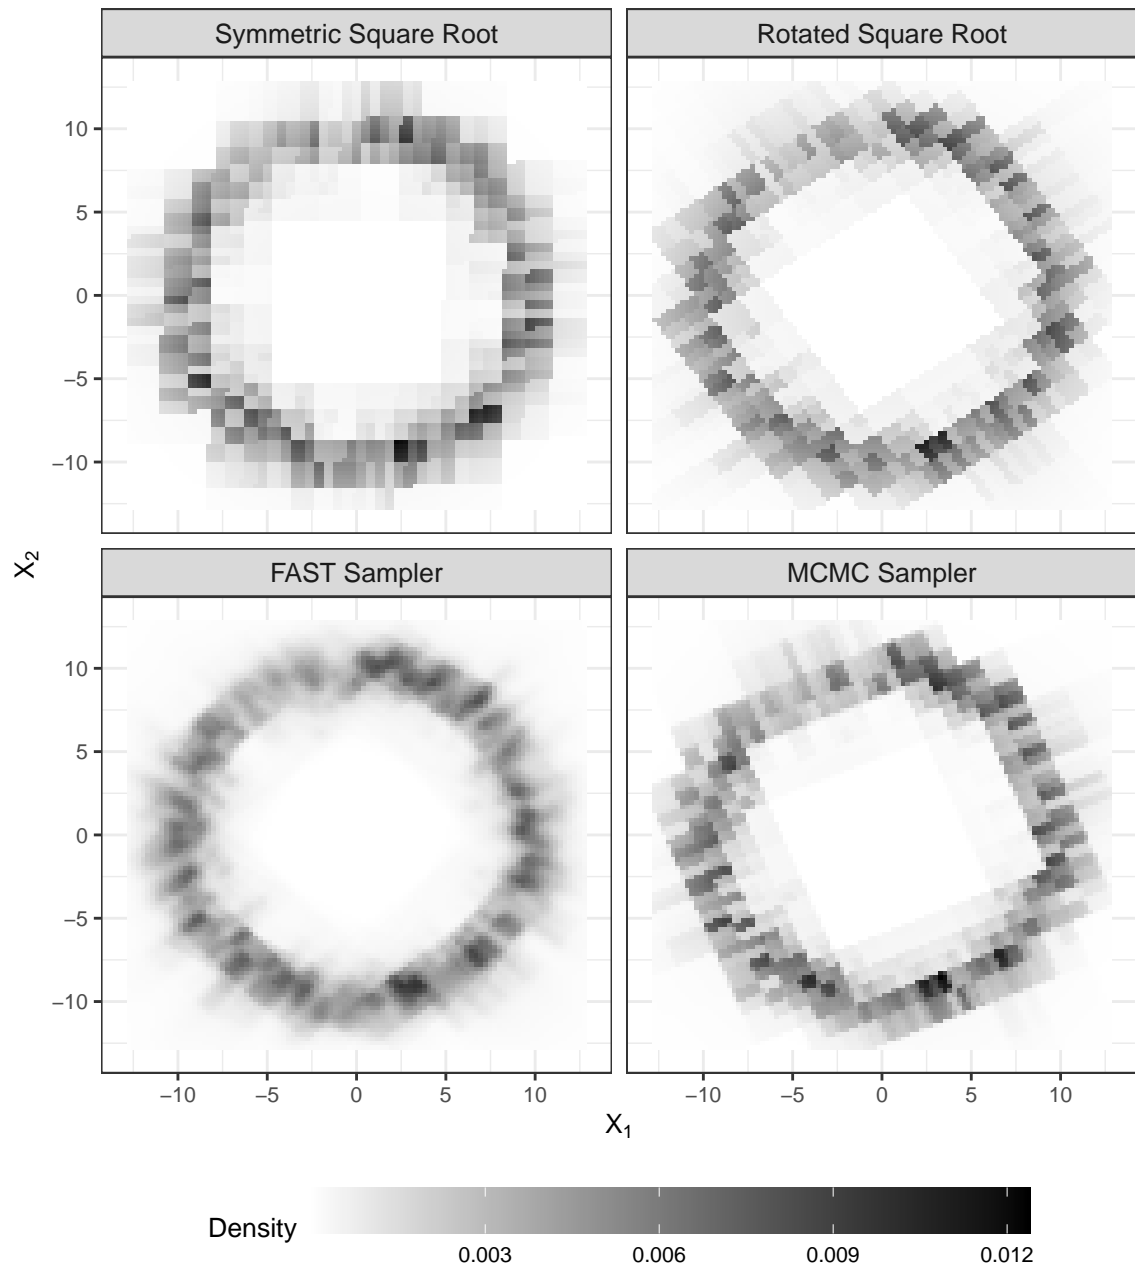 Symmetric Square Root
Rotated Square Root
10
5
0
−5
−10
FAST Sampler
MCMC Sampler
X₂
10
5
0
−5
−10
−10 −5 0 5 10
−10 −5 0 5 10
X₁
Density
0.003 0.006 0.009 0.012